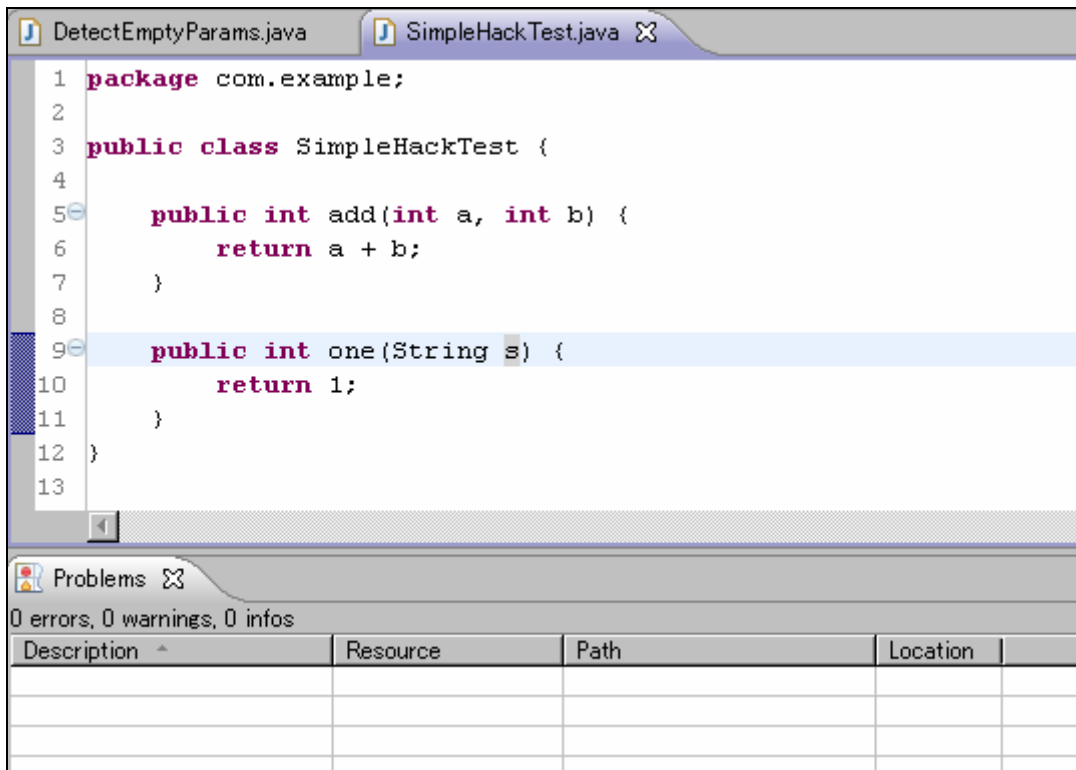 DetectEmptyParams.java SimpleHackTest.java
1 package com.example;
2
3 public class SimpleHackTest {
4
5 public int add(int a, int b) {
6 return a + b;
7 }
8
9 public int one(String s) {
10 return 1;
11 }
12 }
13
Problems
0 errors, 0 warnings, 0 infos
Description Resource Path Location